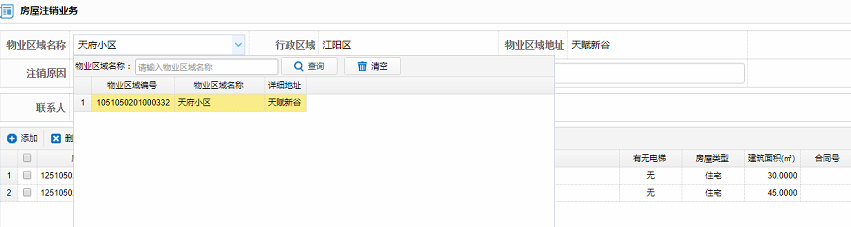 房屋注销业务
物业区域名称 天府小区 行政区域 江阳区 物业区域地址 天赋新谷
物业区域名称： 请输入物业区域名称 查询 清空
注销原因
物业区域编号 物业区域名称 详细地址
1 1051050201000332 天府小区 天赋新谷
联系人
添加
有无电梯 房屋类型 建筑面积(㎡) 合同号
1 12510502 无 住宅 30.0000
2 12510502 无 住宅 45.0000